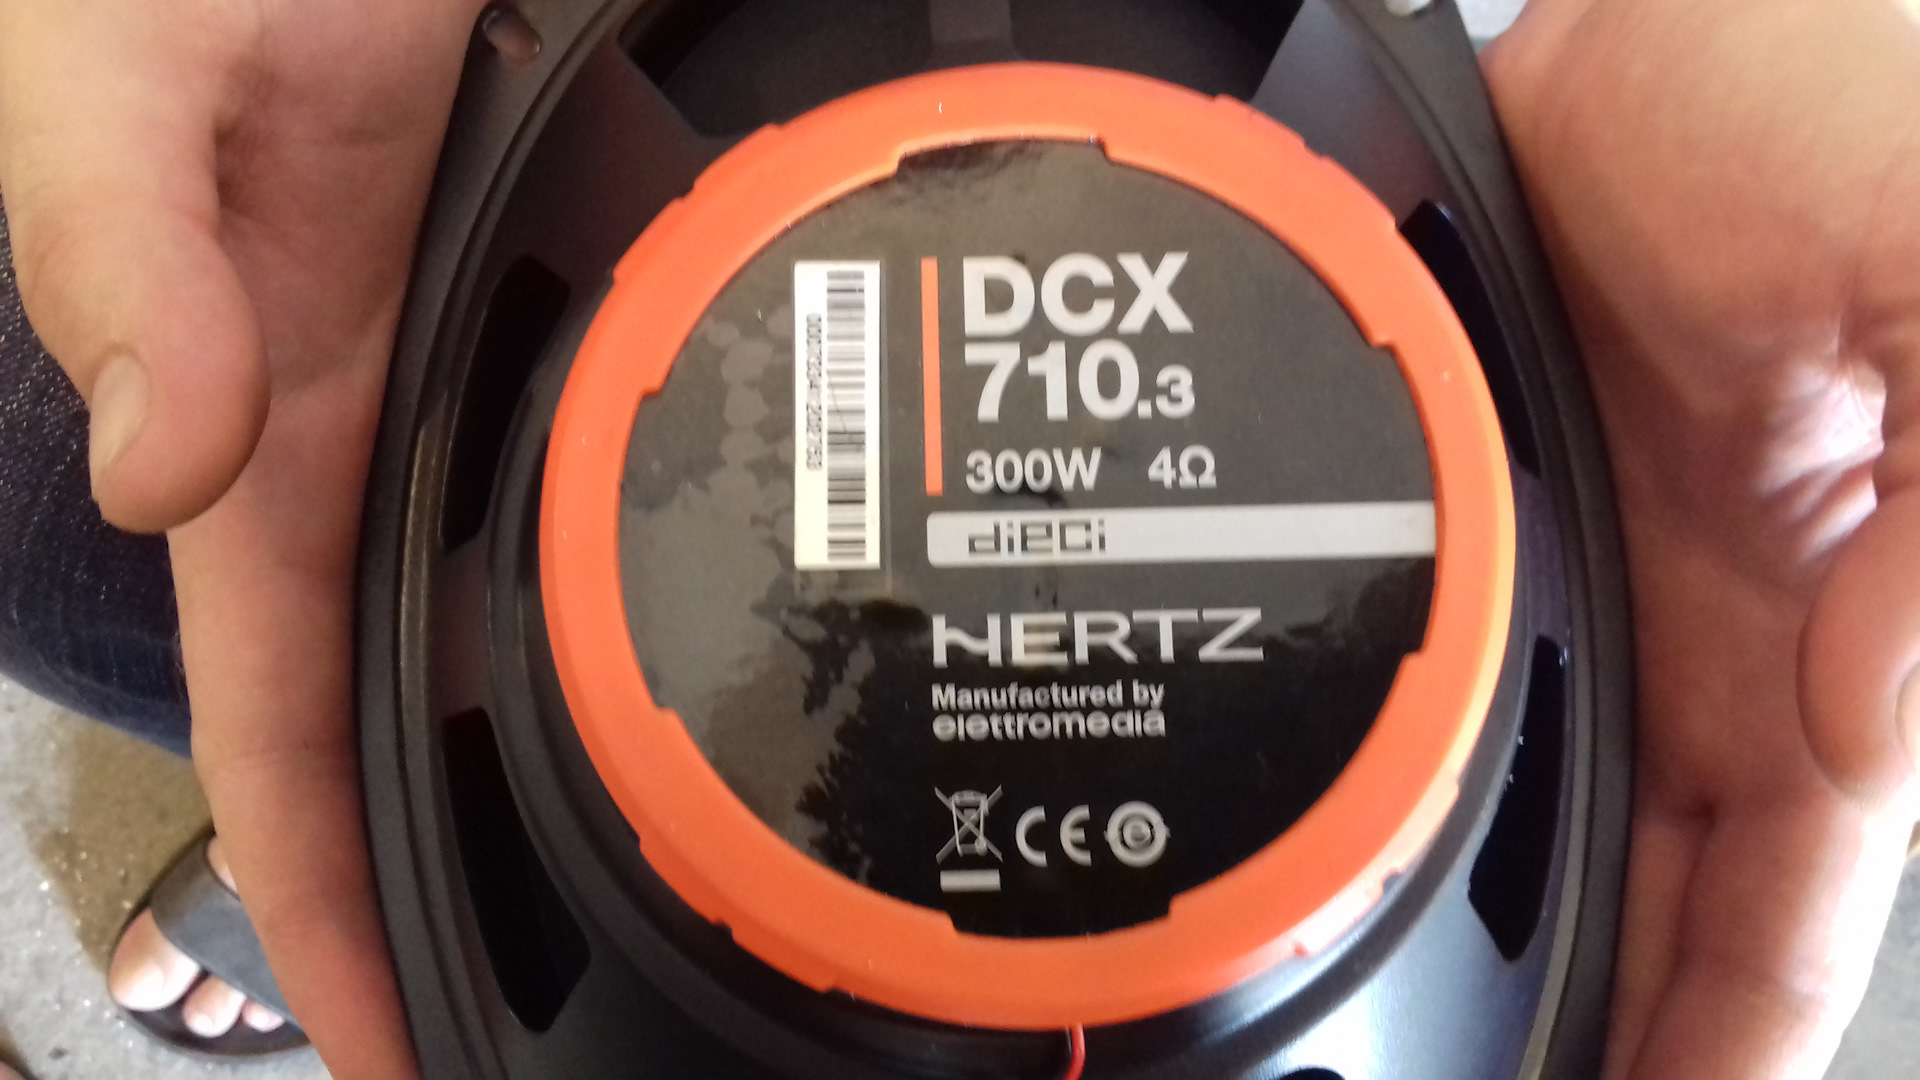 DCX
710.3
300W 4Ω
dieci
HERTZ
Manufactured by
elettromedia
CE e